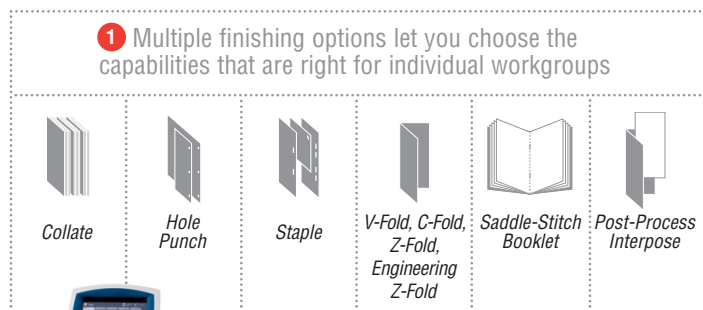 1 Multiple finishing options let you choose the
capabilities that are right for individual workgroups
Collate
Hole
Punch
Staple
V-Fold, C-Fold,
Z-Fold,
Engineering
Z-Fold
Saddle-Stitch
Booklet
Post-Process
Interpose